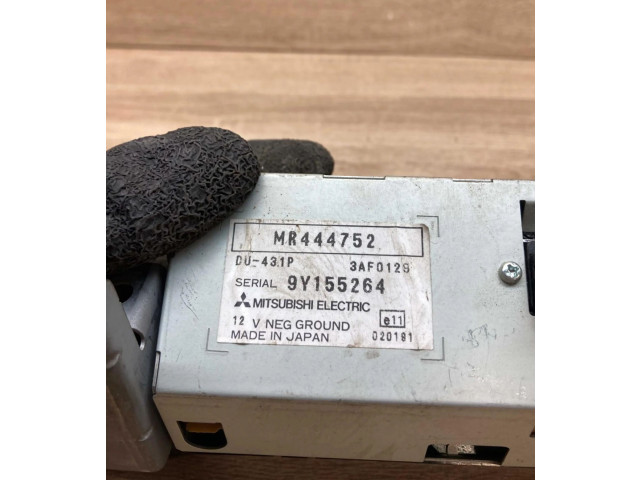 MR444752
DU-431P 3AF0129
SERIAL 9Y155264
MITSUBISHI ELECTRIC
12 V NEG GROUND e11
MADE IN JAPAN 020181